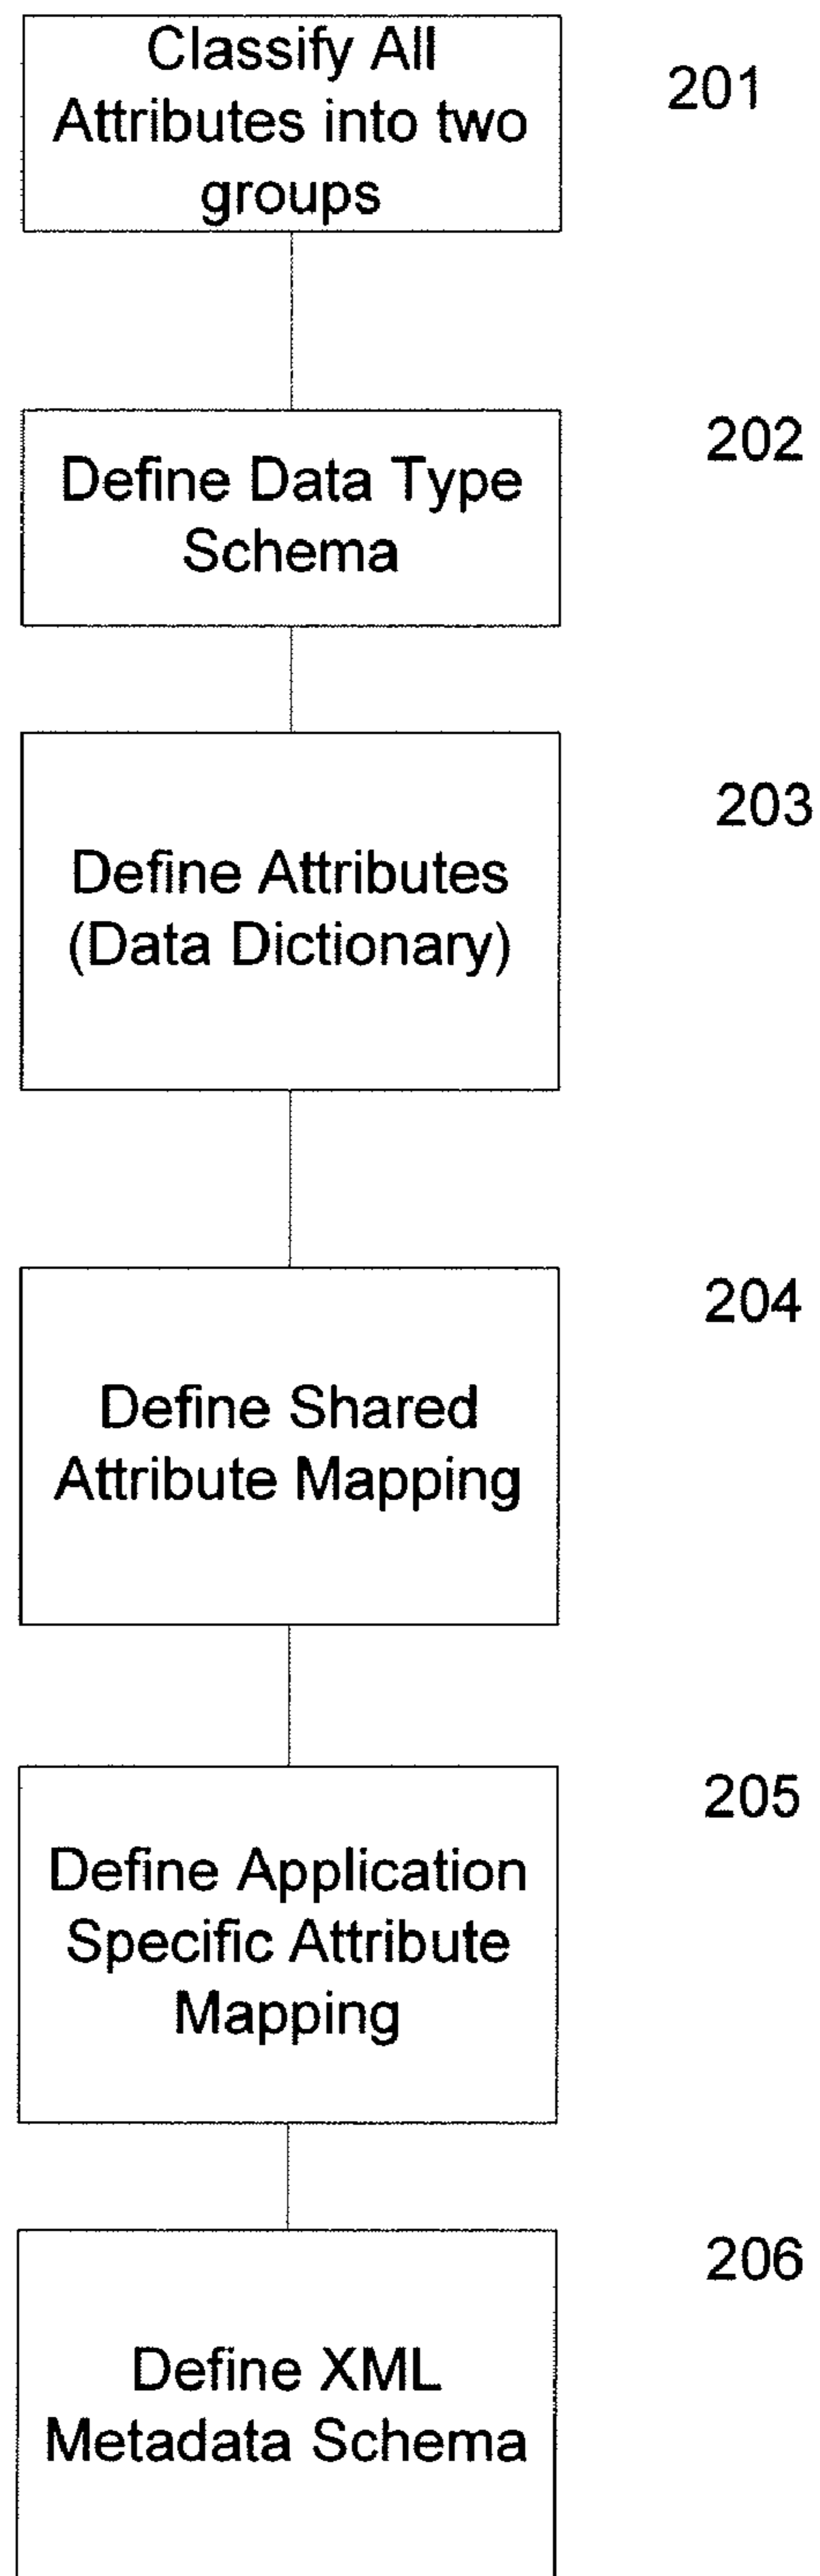 Classify All
Attributes into two
groups
201
Define Data Type
Schema
202
Define Attributes
(Data Dictionary)
203
Define Shared
Attribute Mapping
204
Define Application
Specific Attribute
Mapping
205
Define XML
Metadata Schema
206